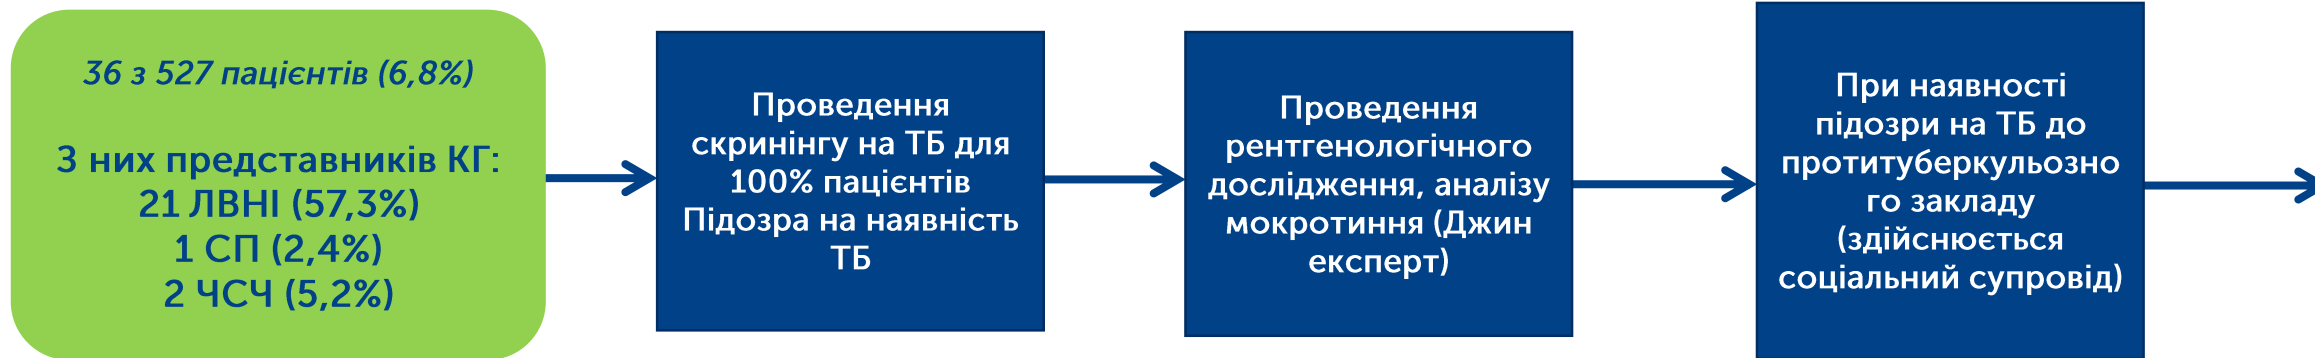 36 з 527 пацієнтів (6,8%)
З них представників КГ:
21 ЛВНІ (57,3%)
1 СП (2,4%)
2 ЧСЧ (5,2%)
Проведення
скринінгу на ТБ для
100% пацієнтів
Підозра на наявність
ТБ
Проведення
рентгенологічного
дослідження, аналізу
мокротиння (Джин
експерт)
При наявності
підозри на ТБ до
протитуберкульозно
го закладу
(здійснюється
соціальний супровід)